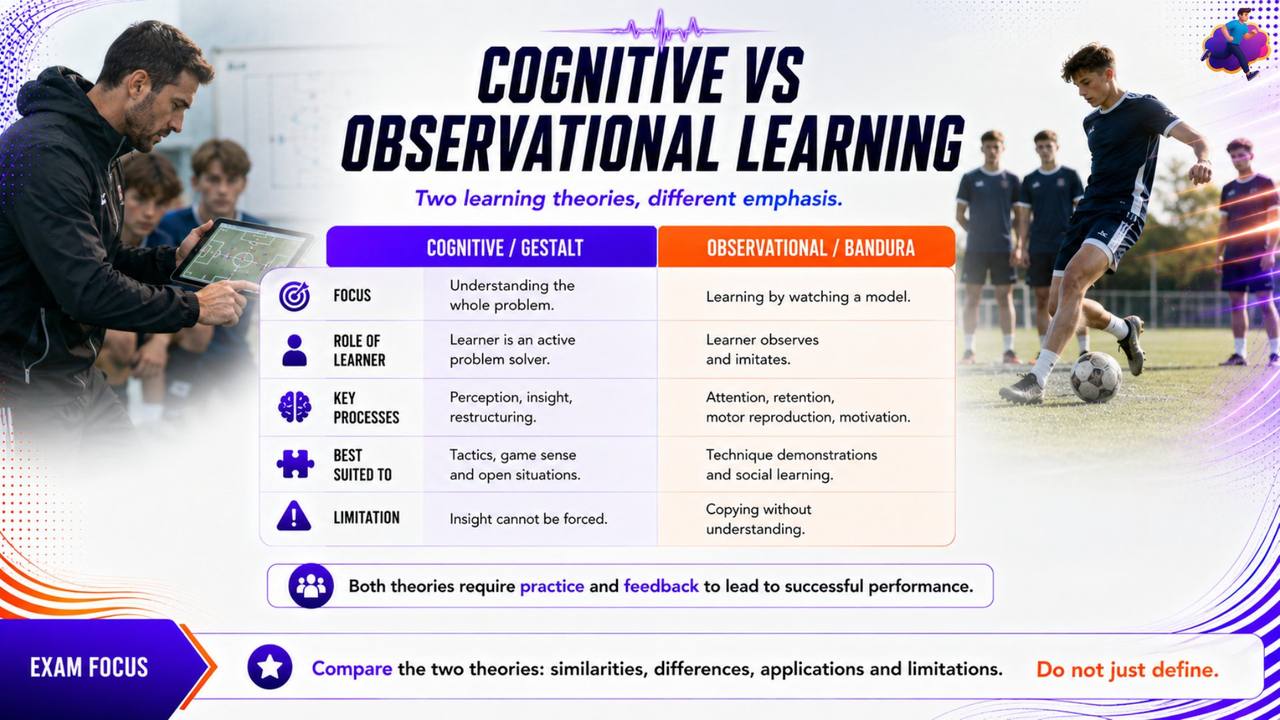 COGNITIVE VS
OBSERVATIONAL LEARNING
Two learning theories, different emphasis.
COGNITIVE / GESTALT
OBSERVATIONAL / BANDURA
FOCUS
Understanding the
whole problem.
Learning by watching a model.
ROLE OF
LEARNER
Learner is an active
problem solver.
Learner observes
and imitates.
KEY
PROCESSES
Perception, insight,
restructuring.
Attention, retention,
motor reproduction, motivation.
BEST
SUITED TO
Tactics, game sense
and open situations.
Technique demonstrations
and social learning.
LIMITATION
Insight cannot be forced.
Copying without
understanding.
Both theories require practice and feedback to lead to successful performance.
EXAM FOCUS
Compare the two theories: similarities, differences, applications and limitations.
Do not just define.